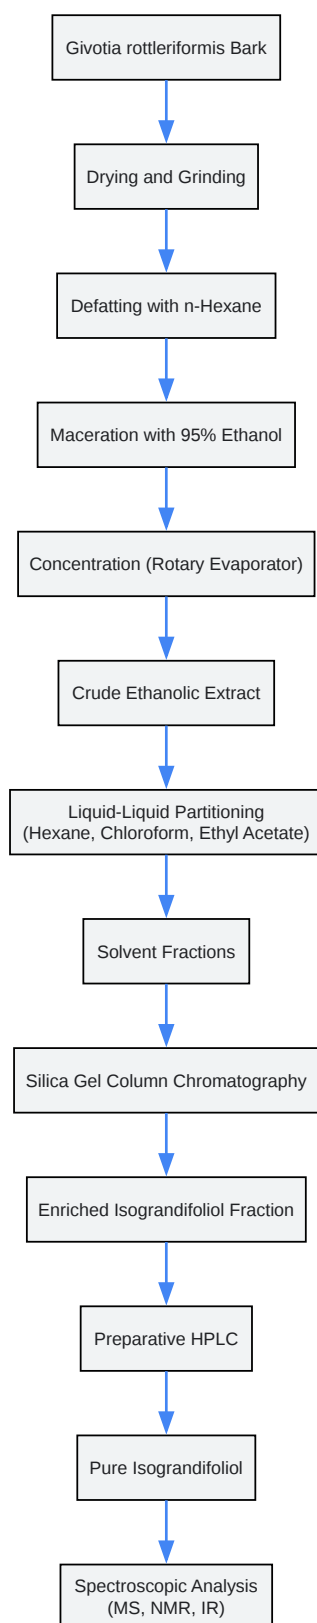 Givotia rottleriformis Bark
Drying and Grinding
Defatting with n-Hexane
Maceration with 95% Ethanol
Concentration (Rotary Evaporator)
Crude Ethanolic Extract
Liquid-Liquid Partitioning
(Hexane, Chloroform, Ethyl Acetate)
Solvent Fractions
Silica Gel Column Chromatography
Enriched Isograndifoliol Fraction
Preparative HPLC
Pure Isograndifoliol
Spectroscopic Analysis
(MS, NMR, IR)